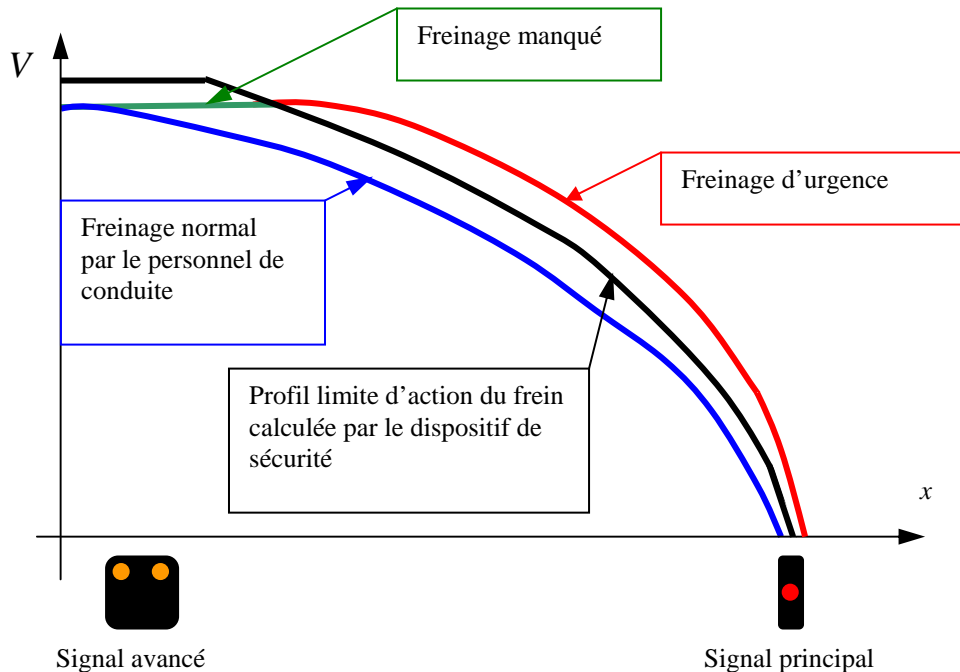 Freinage manqué
V
Freinage d’urgence
Freinage normal
par le personnel de
conduite
Profil limite d’action du frein
calculée par le dispositif de
sécurité
x
Signal avancé
Signal principal